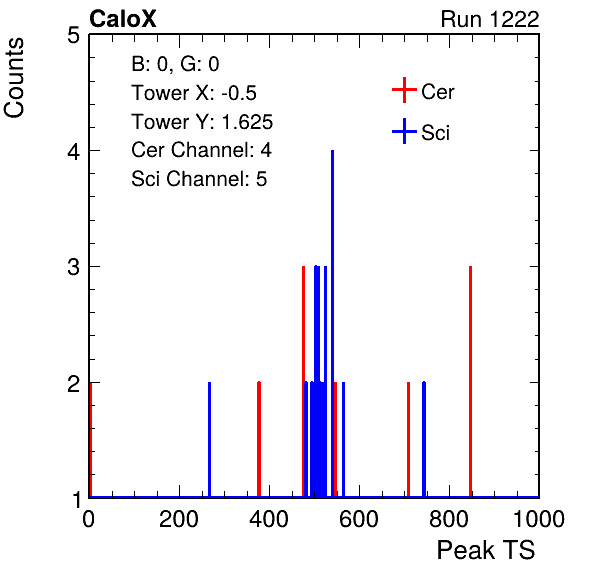 CaloX Run 1222
Counts
B: 0, G: 0
Tower X: -0.5
Tower Y: 1.625
Cer Channel: 4
Sci Channel: 5
Cer
Sci
5
4
3
2
1
0 200 400 600 800 1000
Peak TS